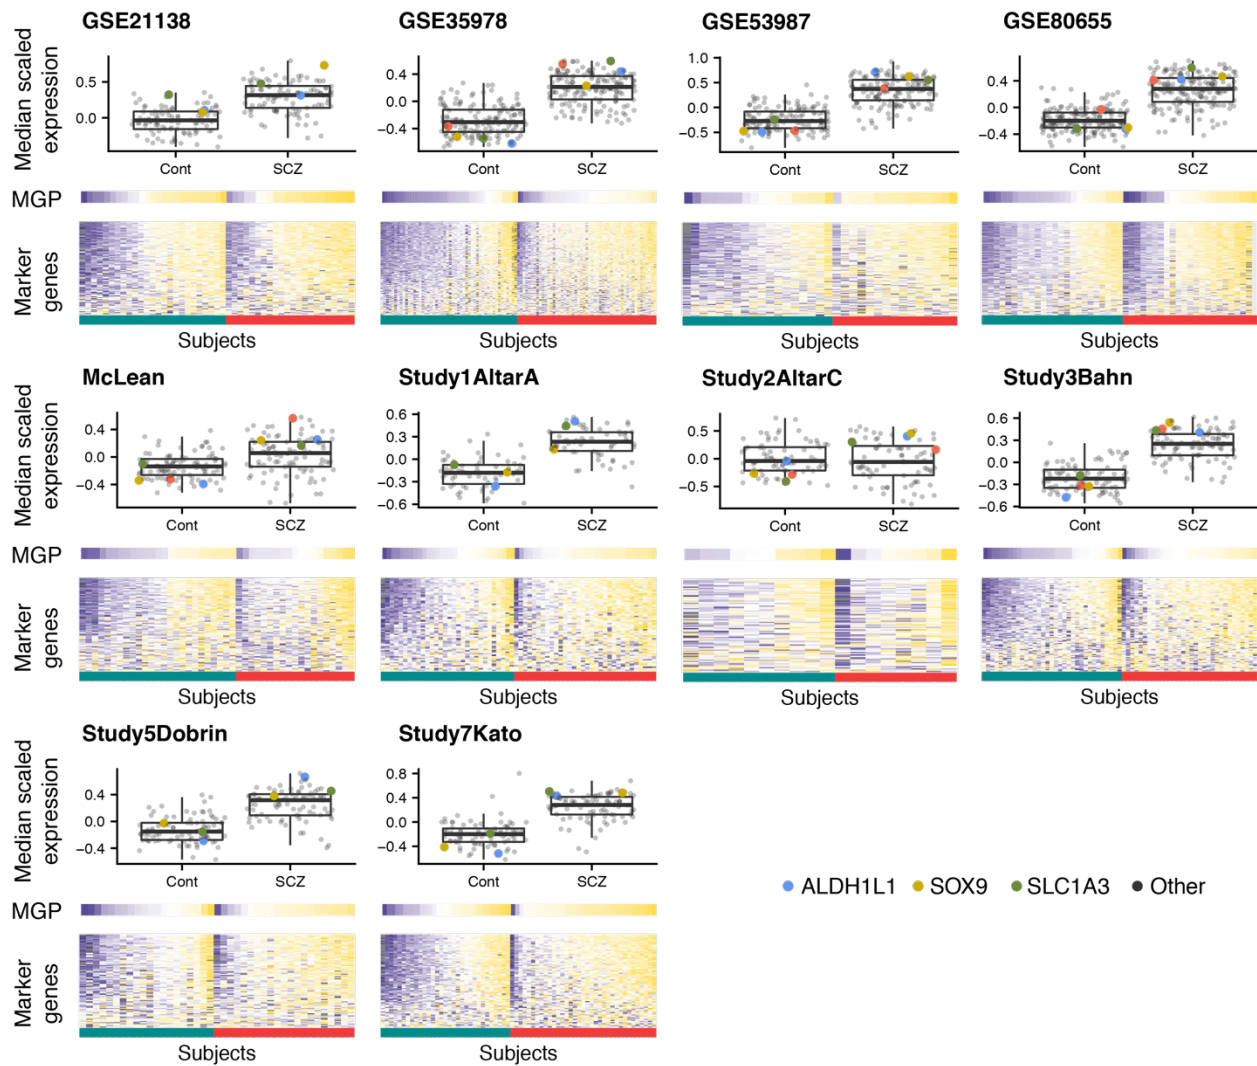 GSE21138
GSE35978
GSE53987
GSE80655
Median scaled
expression
0.5
0.0
Cont
SCZ
0.4
0.0
−0.4
Cont
SCZ
1.0
0.5
0.0
−0.5
Cont
SCZ
0.4
0.0
−0.4
Cont
SCZ
MGP
Marker
genes
Subjects
Subjects
Subjects
Subjects
McLean
Study1AltarA
Study2AltarC
Study3Bahn
Median scaled
expression
0.4
0.0
−0.4
Cont
SCZ
0.6
0.3
0.0
−0.3
−0.6
Cont
SCZ
0.5
0.0
−0.5
Cont
SCZ
0.6
0.3
0.0
−0.3
−0.6
Cont
SCZ
MGP
Marker
genes
Subjects
Subjects
Subjects
Subjects
Study5Dobrin
Study7Kato
Median scaled
expression
0.4
0.0
−0.4
Cont
SCZ
0.8
0.4
0.0
−0.4
Cont
SCZ
ALDH1L1 SOX9 SLC1A3 Other
MGP
Marker
genes
Subjects
Subjects